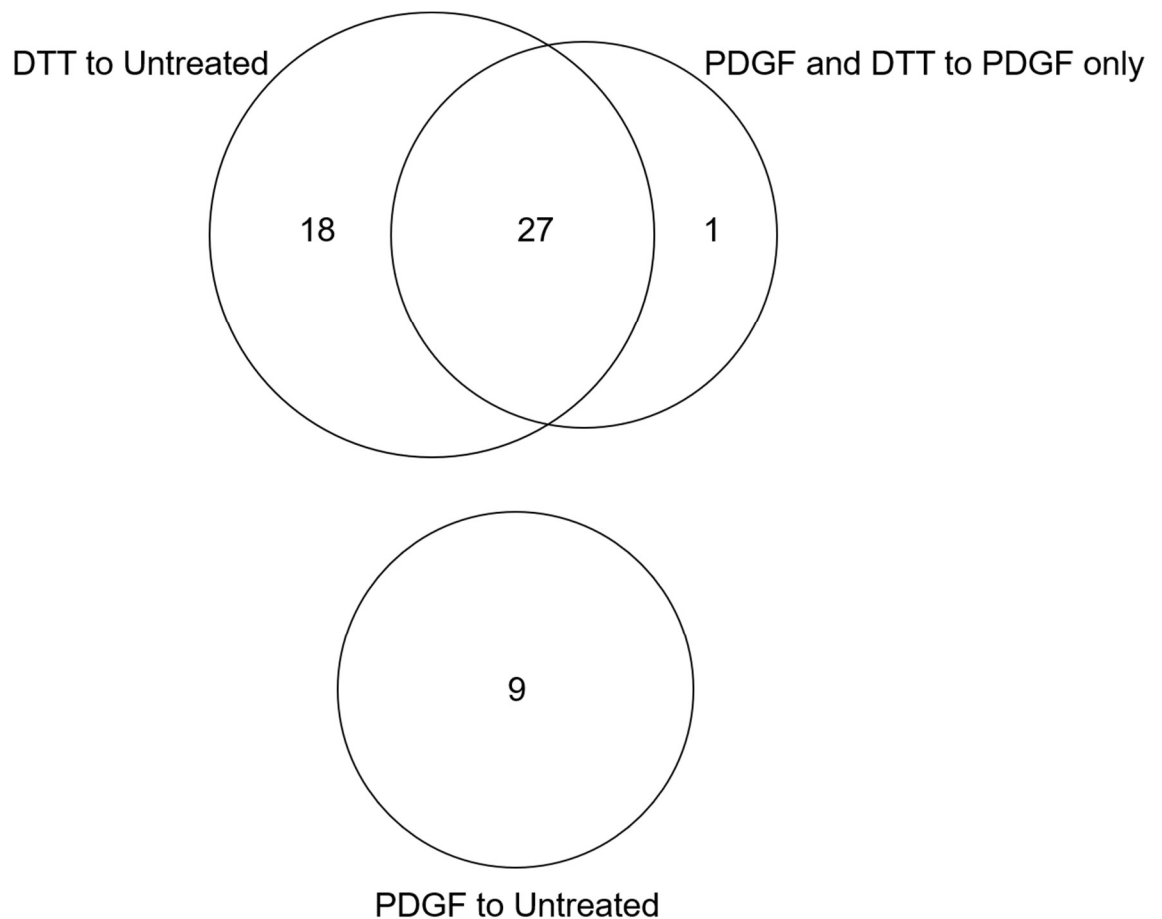 DTT to Untreated
PDGF and DTT to PDGF only
18
27
1
9
PDGF to Untreated